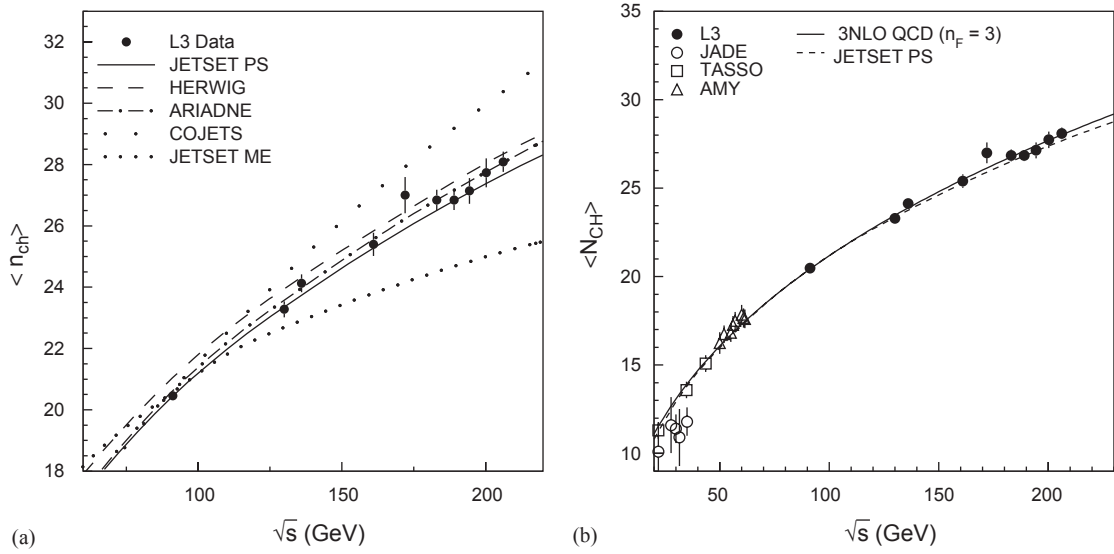 32
30
28
26
24
22
20
18
< n_ch >
L3 Data
JETSET PS
HERWIG
ARIADNE
COJETS
JETSET ME
100
150
200
√s (GeV)
(a)
35
30
25
20
15
10
<N_CH>
L3
JADE
TASSO
AMY
3NLO QCD (n_F = 3)
JETSET PS
50
100
150
200
√s (GeV)
(b)